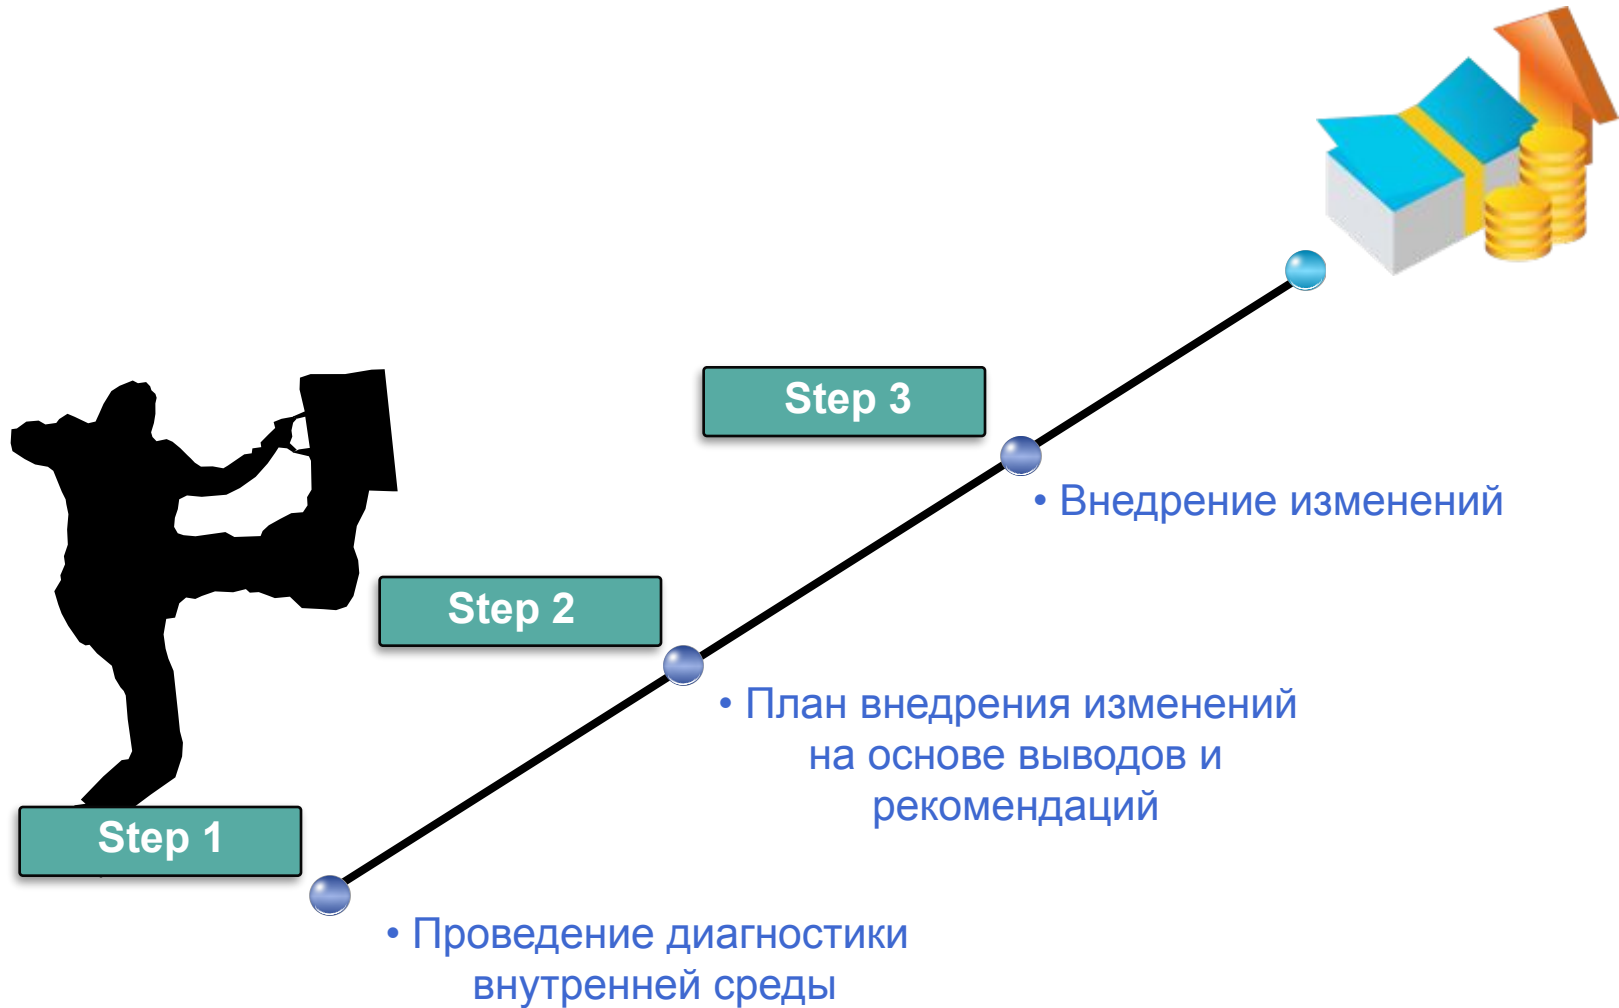 Step 3
• Внедрение изменений
Step 2
• План внедрения изменений
на основе выводов и
рекомендаций
Step 1
• Проведение диагностики
внутренней среды